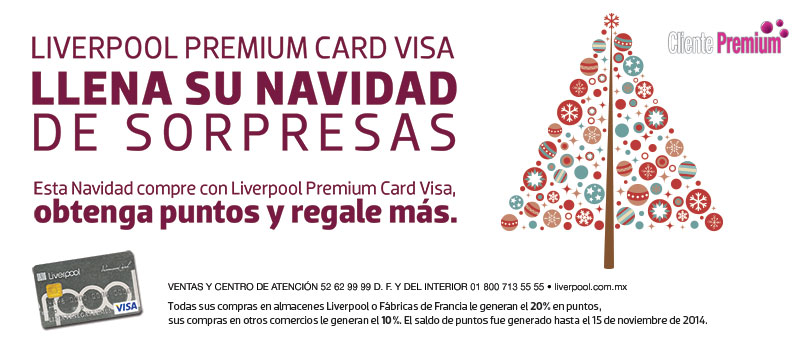 LIVERPOOL PREMIUM CARD VISA
LLENA SU NAVIDAD
DE SORPRESAS
Cliente Premium
Esta Navidad compre con Liverpool Premium Card Visa,
obtenga puntos y regale más.
Liverpool
Premium Card
VISA
VENTAS Y CENTRO DE ATENCIÓN 52 62 99 99 D. F. Y DEL INTERIOR 01 800 713 55 55 • liverpool.com.mx
Todas sus compras en almacenes Liverpool o Fábricas de Francia le generan el 20% en puntos,
sus compras en otros comercios le generan el 10%. El saldo de puntos fue generado hasta el 15 de noviembre de 2014.